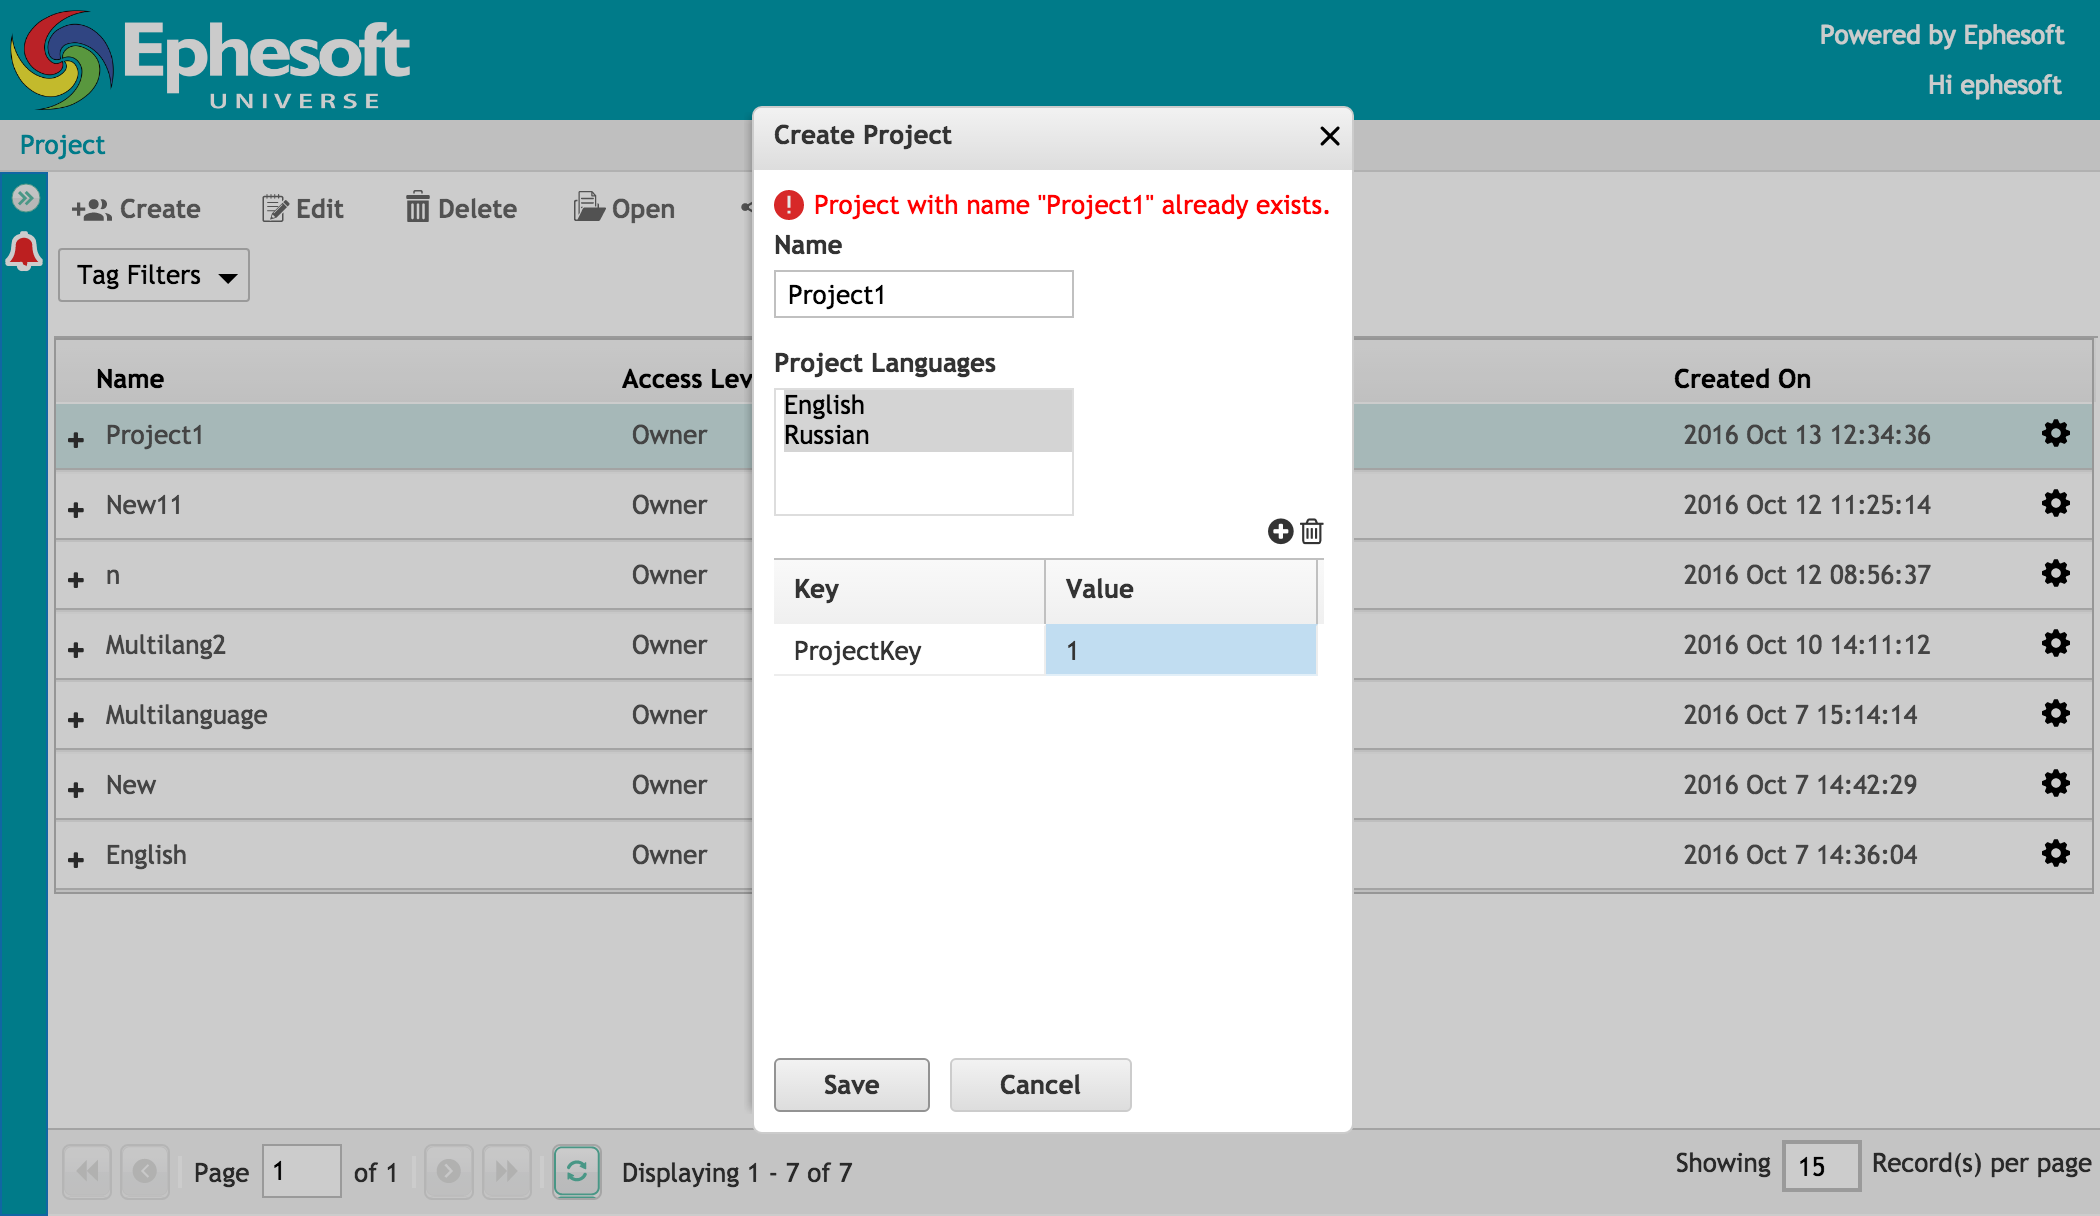 Ephesoft
UNIVERSE
Powered by Ephesoft
Hi ephesoft
Project
Create Edit Delete Open
Tag Filters
Name Access Lev Created On
Project1 Owner 2016 Oct 13 12:34:36
New11 Owner 2016 Oct 12 11:25:14
n Owner 2016 Oct 12 08:56:37
Multilang2 Owner 2016 Oct 10 14:11:12
Multilanguage Owner 2016 Oct 7 15:14:14
New Owner 2016 Oct 7 14:42:29
English Owner 2016 Oct 7 14:36:04
Create Project
Project with name "Project1" already exists.
Name
Project1
Project Languages
English
Russian
Key Value
ProjectKey 1
Save Cancel
Page 1 of 1 Displaying 1 - 7 of 7 Showing 15 Record(s) per page